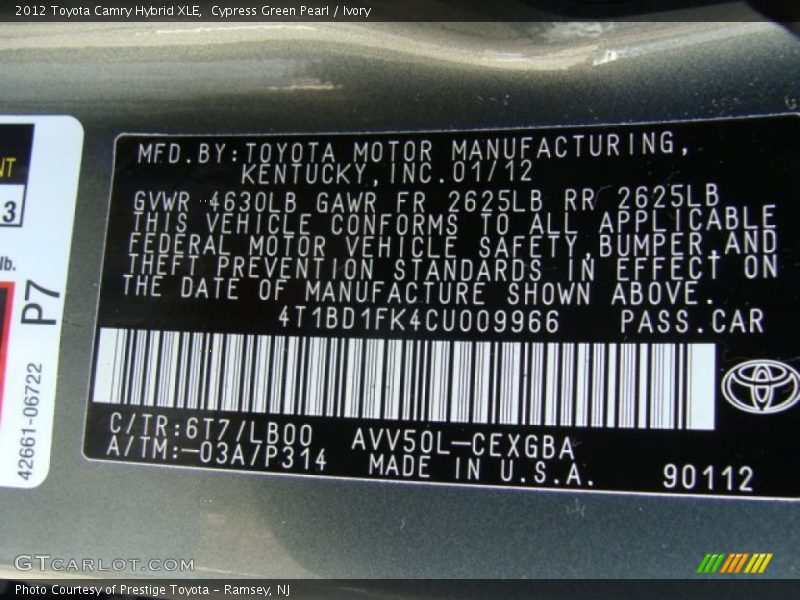 2012 Toyota Camry Hybrid XLE, Cypress Green Pearl / Ivory
NT
3
lb.
P7
42661-06722
MFD.BY:TOYOTA MOTOR MANUFACTURING,
KENTUCKY,INC.01/12
GVWR 4630LB GAWR FR 2625LB RR 2625LB
THIS VEHICLE CONFORMS TO ALL APPLICABLE
FEDERAL MOTOR VEHICLE SAFETY,BUMPER,AND
THEFT PREVENTION STANDARDS IN EFFECT ON
THE DATE OF MANUFACTURE SHOWN ABOVE.
4T1BD1FK4CU009966 PASS.CAR
C/TR:6T7/LB00 AVV50L-CEXGBA
A/TM:-03A/P314 MADE IN U.S.A. 90112
GTCARLOT.COM
Photo Courtesy of Prestige Toyota - Ramsey, NJ